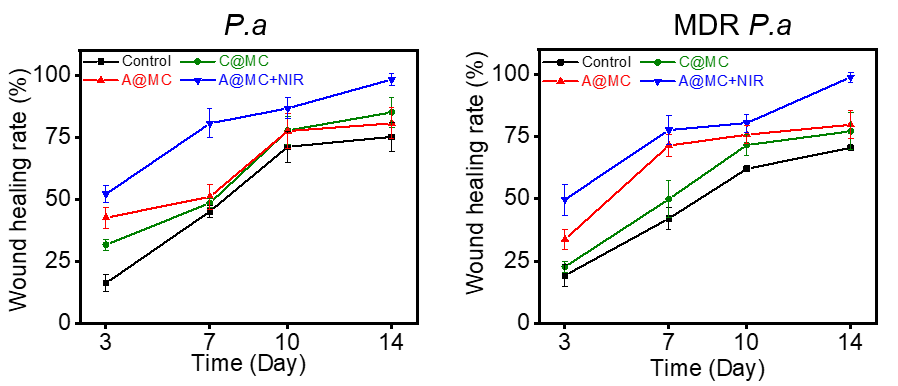 P.a
Wound healing rate (%)
100
75
50
25
0
Control
C@MC
A@MC
A@MC+NIR
3
7
10
14
Time (Day)
MDR P.a
Wound healing rate (%)
100
75
50
25
0
Control
C@MC
A@MC
A@MC+NIR
3
7
10
14
Time (Day)